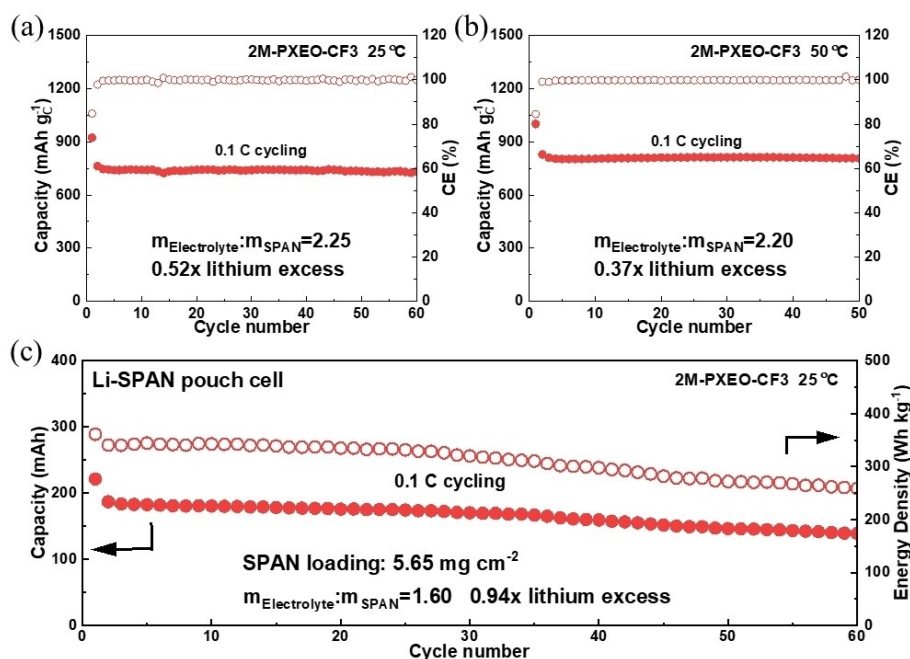 (a)
2M-PXEO-CF3 25 °C
Capacity (mAh g_C^-1)
1500
1200
900
600
300
0
CE (%)
120
100
80
60
40
20
0
0.1 C cycling
mElectrolyte:mSPAN=2.25
0.52x lithium excess
0 10 20 30 40 50 60
Cycle number
(b)
2M-PXEO-CF3 50 °C
Capacity (mAh g_C^-1)
1500
1200
900
600
300
0
CE (%)
120
100
80
60
40
20
0
0.1 C cycling
mElectrolyte:mSPAN=2.20
0.37x lithium excess
0 10 20 30 40 50
Cycle number
(c)
Li-SPAN pouch cell
2M-PXEO-CF3 25 °C
Capacity (mAh)
400
300
200
100
0
Energy Density (Wh kg-1)
500
400
300
200
100
0
0.1 C cycling
SPAN loading: 5.65 mg cm-2
mElectrolyte:mSPAN=1.60 0.94x lithium excess
0 10 20 30 40 50 60
Cycle number